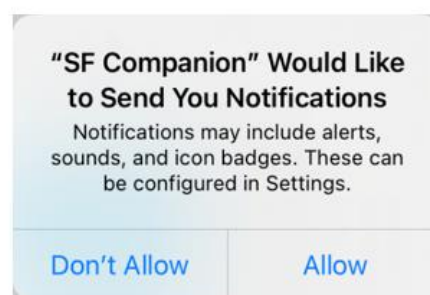 “SF Companion” Would Like
to Send You Notifications
Notifications may include alerts,
sounds, and icon badges. These can
be configured in Settings.
Don’t Allow
Allow